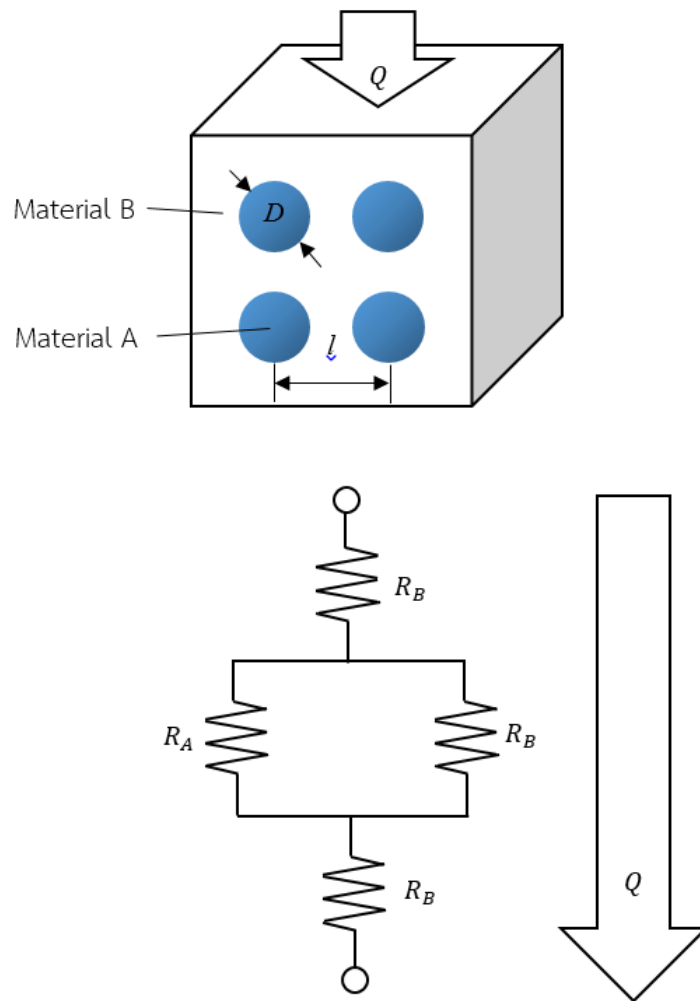 Q
Material B
D
Material A
l
R_B
R_A
R_B
R_B
Q